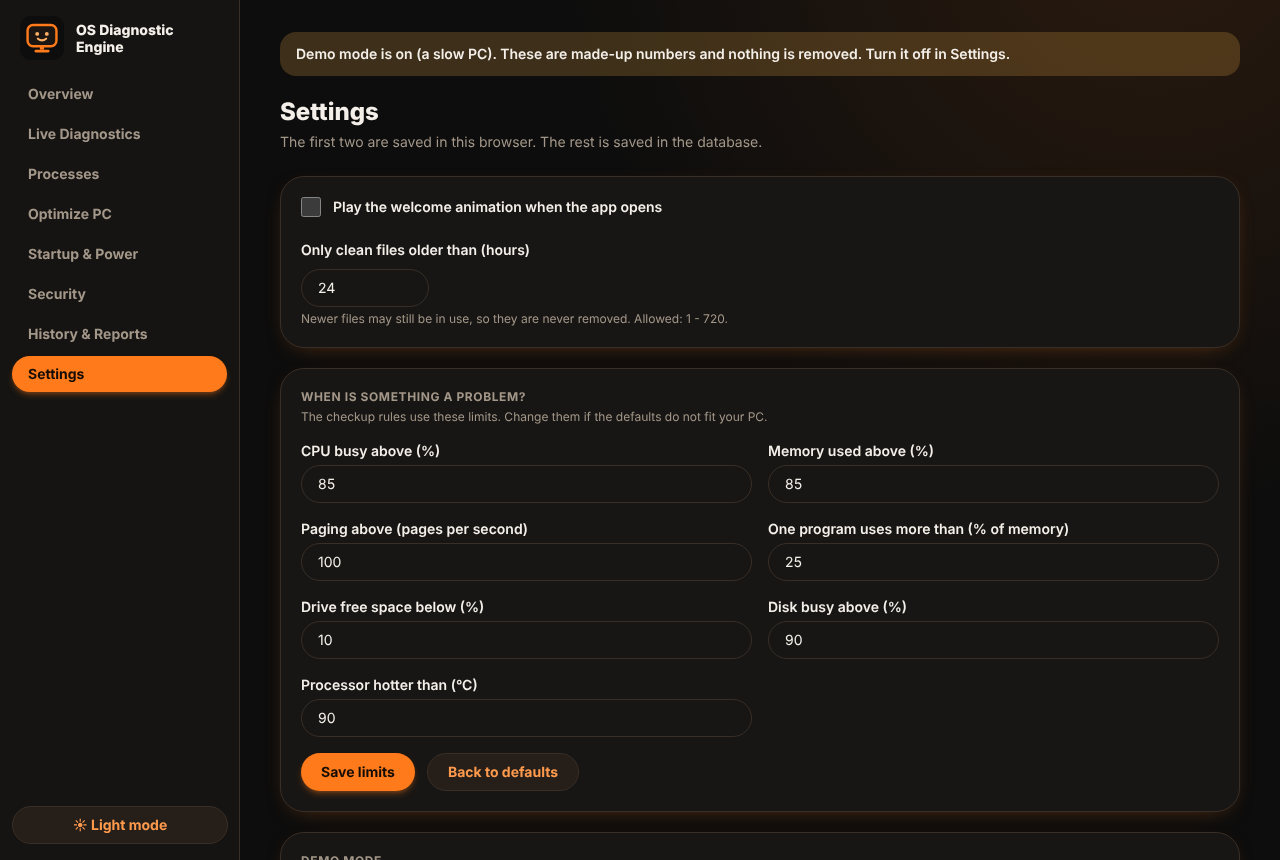 OS Diagnostic
Engine
Overview
Live Diagnostics
Processes
Optimize PC
Startup & Power
Security
History & Reports
Settings
☀ Light mode
Demo mode is on (a slow PC). These are made-up numbers and nothing is removed. Turn it off in Settings.
Settings
The first two are saved in this browser. The rest is saved in the database.
Play the welcome animation when the app opens
Only clean files older than (hours)
24
Newer files may still be in use, so they are never removed. Allowed: 1 - 720.
WHEN IS SOMETHING A PROBLEM?
The checkup rules use these limits. Change them if the defaults do not fit your PC.
CPU busy above (%)
85
Memory used above (%)
85
Paging above (pages per second)
100
One program uses more than (% of memory)
25
Drive free space below (%)
10
Disk busy above (%)
90
Processor hotter than (°C)
90
Save limits
Back to defaults
DEMO MODE